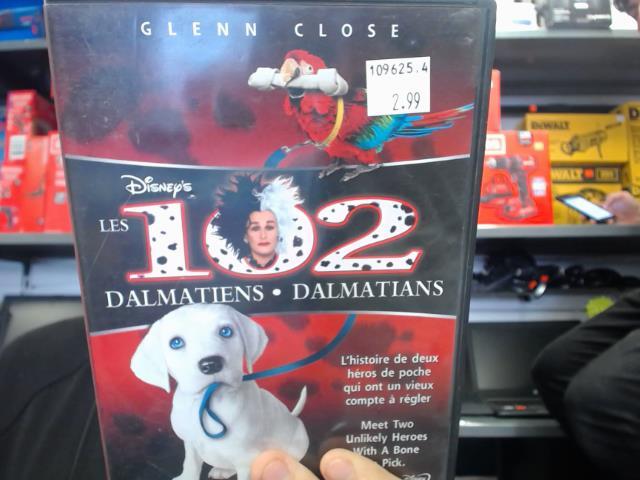 GLENN CLOSE
109625.4
2.99
Disney's
LES 102
DALMATIENS • DALMATIANS
L'histoire de deux
héros de poche
qui ont un vieux
compte à régler
Meet Two
Unlikely Heroes
With A Bone
Pick.
Disney
DEWALT
DEWALT